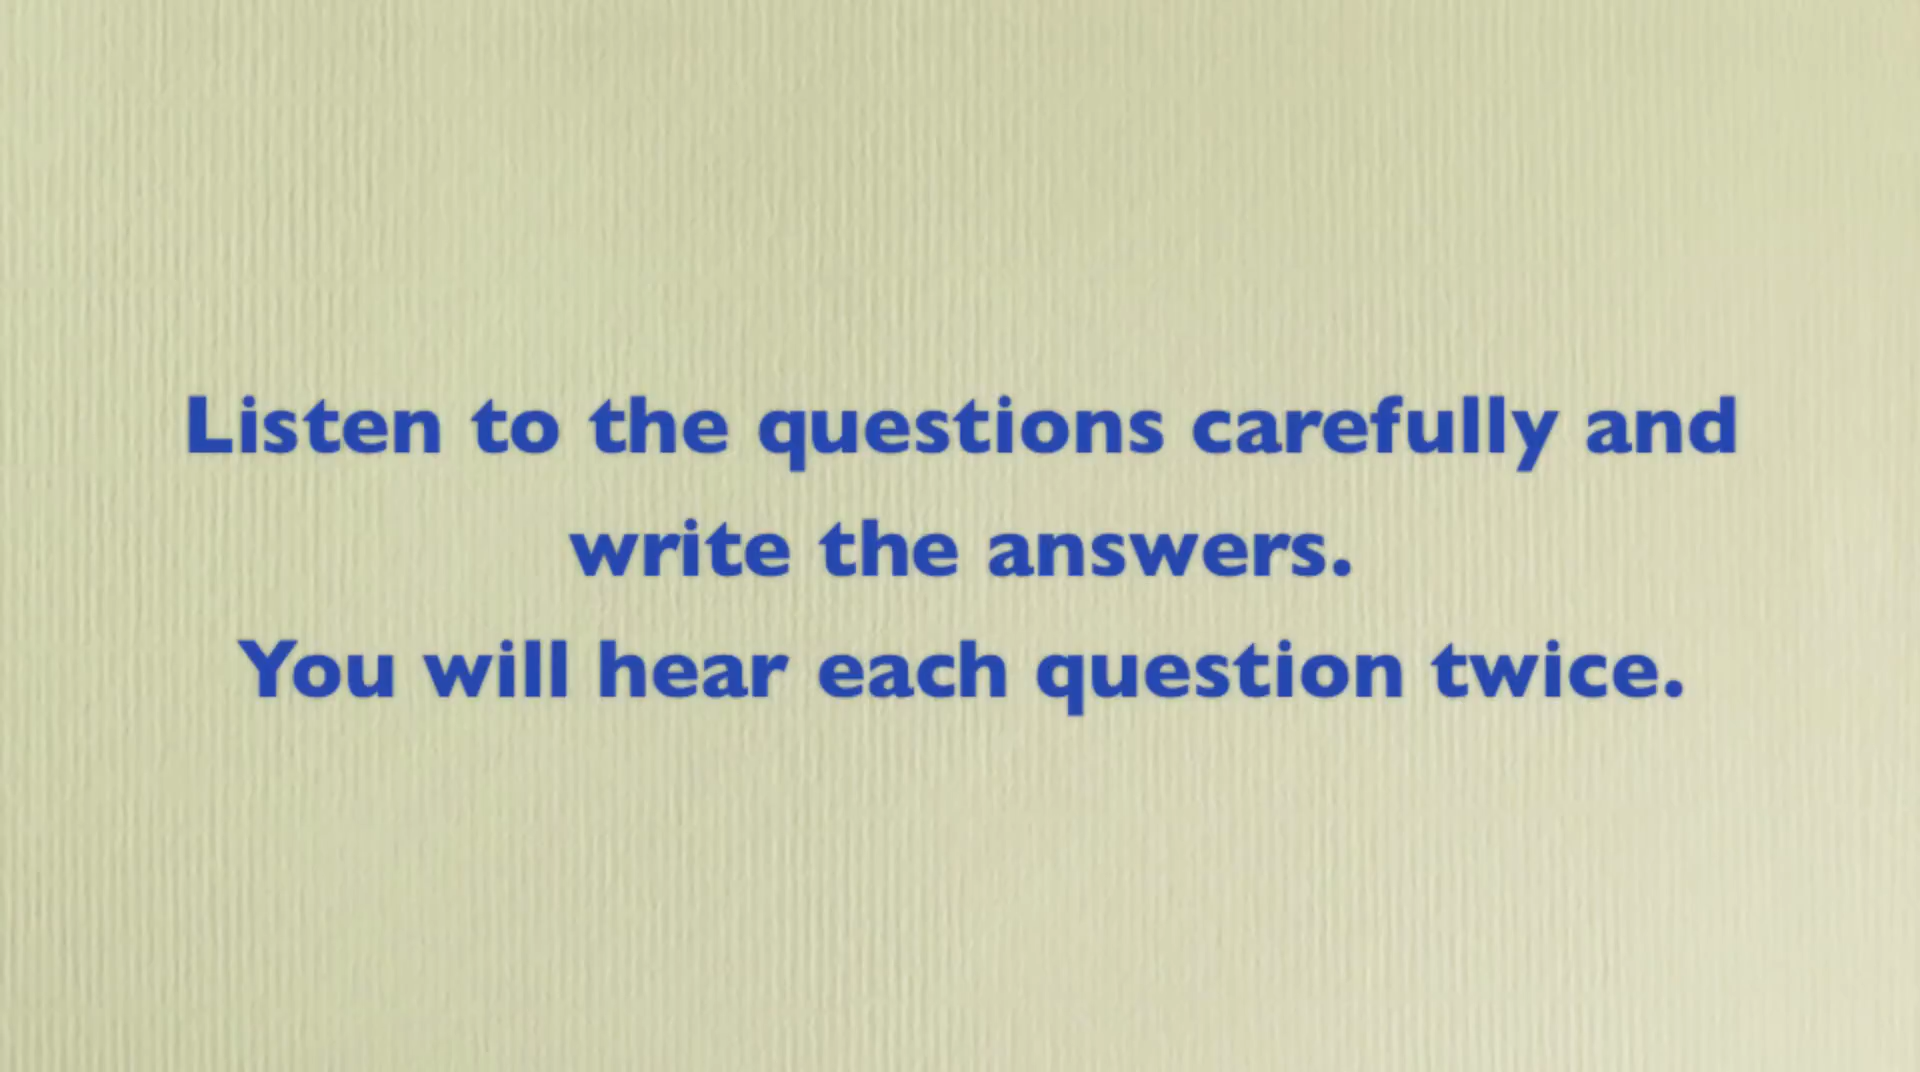 Listen to the questions carefully and
write the answers.
You will hear each question twice.